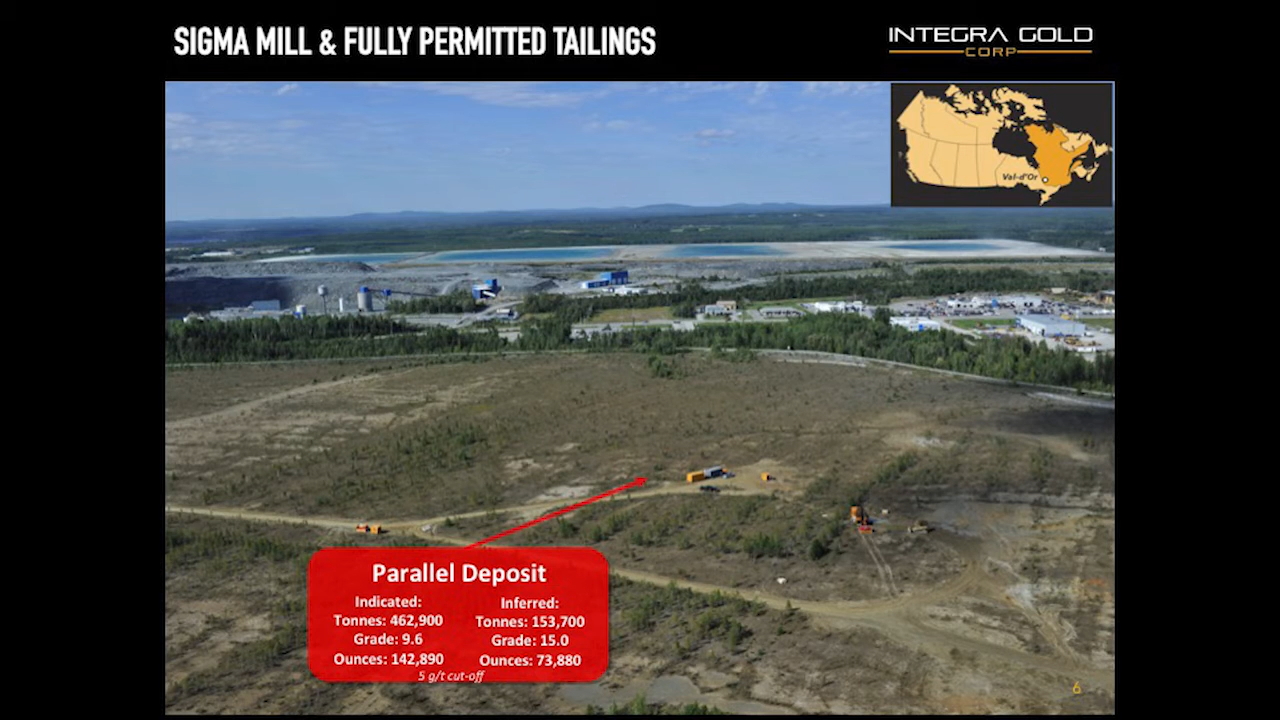 SIGMA MILL & FULLY PERMITTED TAILINGS
INTEGRA GOLD
CORP
Val-d'Or
Parallel Deposit
Indicated:
Tonnes: 462,900
Grade: 9.6
Ounces: 142,890
Inferred:
Tonnes: 153,700
Grade: 15.0
Ounces: 73,880
5 g/t cut-off
6